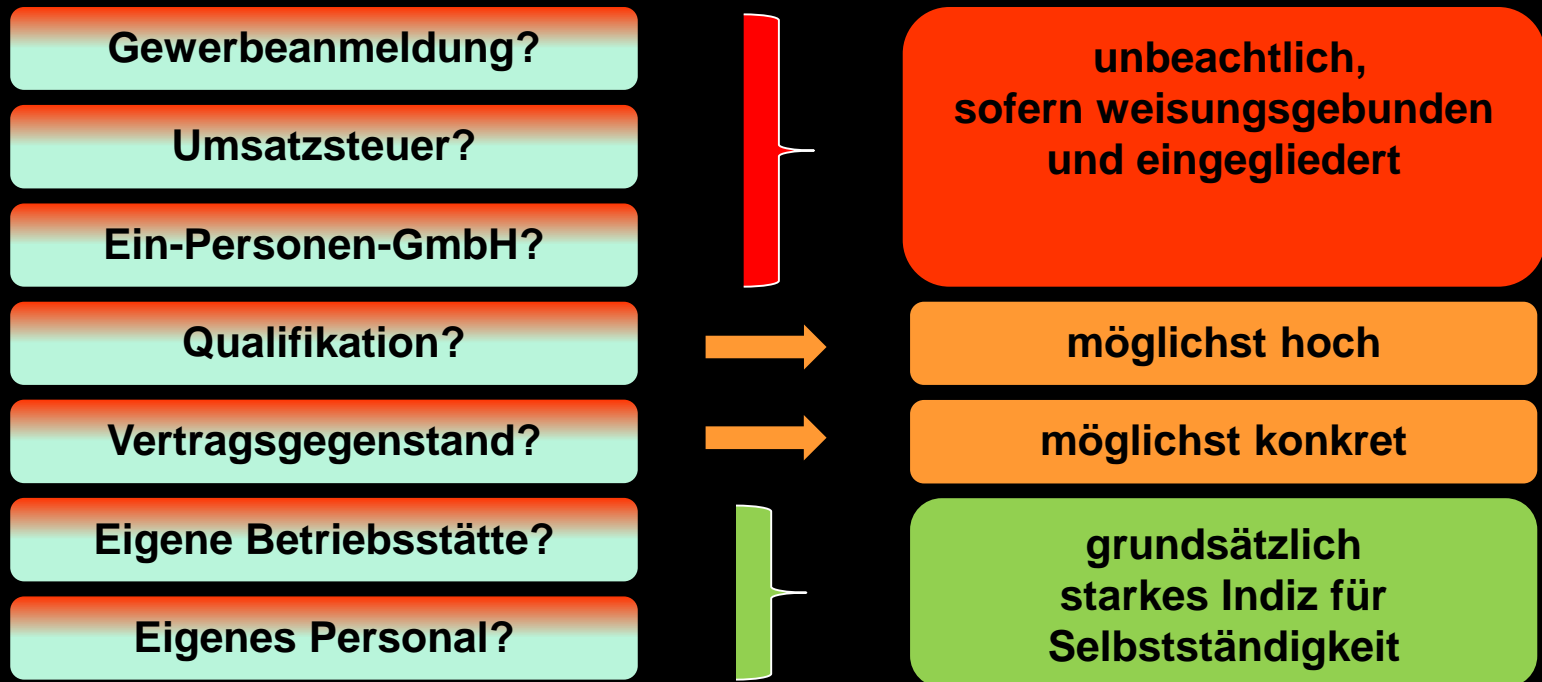 Gewerbeanmeldung?
Umsatzsteuer?
Ein-Personen-GmbH?
unbeachtlich,
sofern weisungsgebunden
und eingegliedert
Qualifikation?
möglichst hoch
Vertragsgegenstand?
möglichst konkret
Eigene Betriebsstätte?
Eigenes Personal?
grundsätzlich
starkes Indiz für
Selbstständigkeit